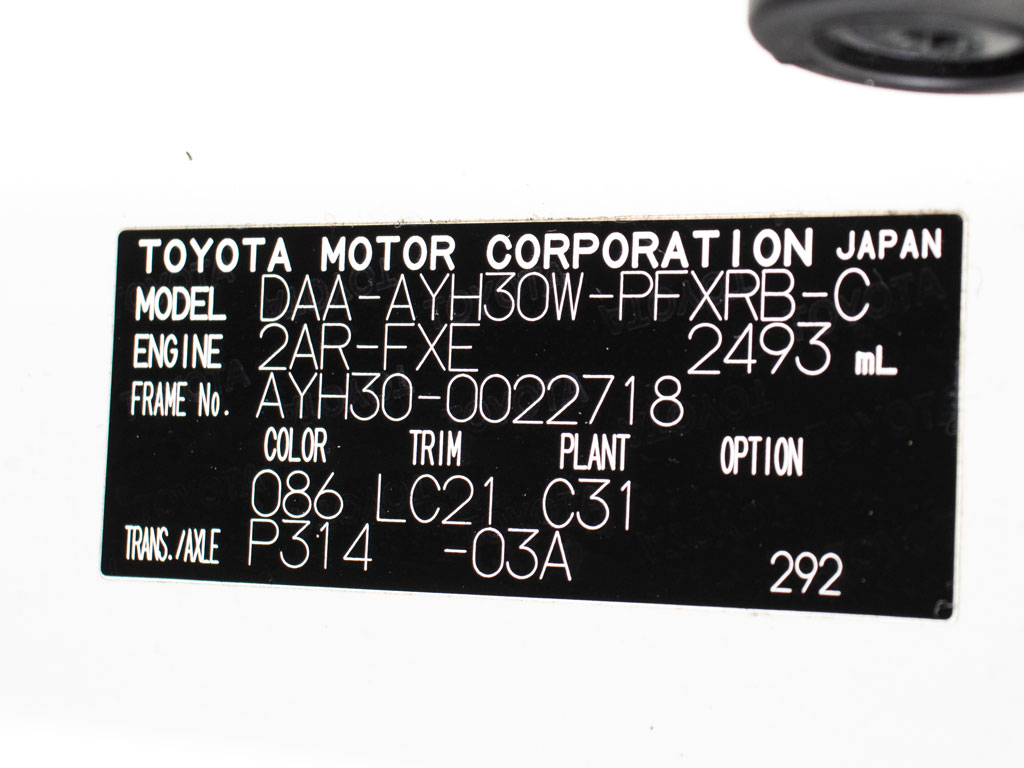 TOYOTA MOTOR CORPORATION JAPAN
MODEL DAA-AYH30W-PFXRB-C
ENGINE 2AR-FXE 2493 mL
FRAME No. AYH30-0022718
COLOR TRIM PLANT OPTION
086 LC21 C31
TRANS./AXLE P314 -03A 292